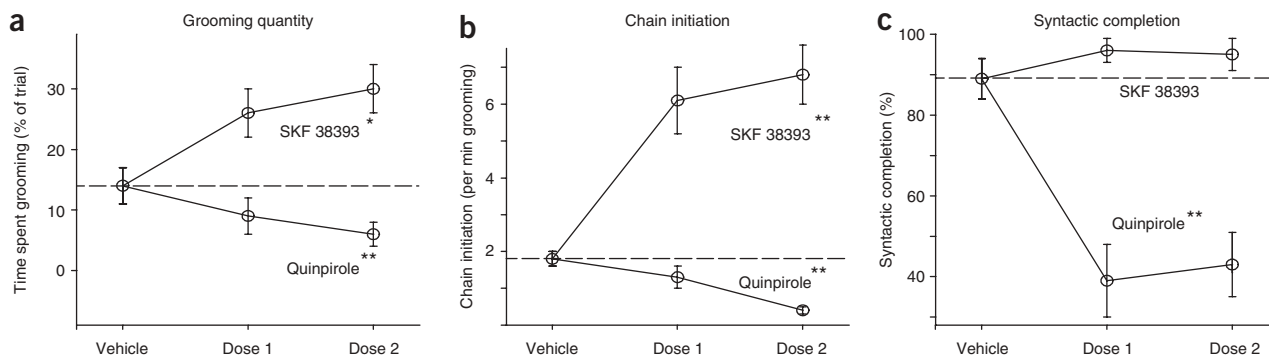 a
Grooming quantity
Time spent grooming (% of trial)
30
20
10
0
SKF 38393 *
Quinpirole **
Vehicle Dose 1 Dose 2
b
Chain initiation
Chain initiation (per min grooming)
6
4
2
SKF 38393 **
Quinpirole **
Vehicle Dose 1 Dose 2
c
Syntactic completion
Syntactic completion (%)
100
80
60
40
SKF 38393
Quinpirole **
Vehicle Dose 1 Dose 2